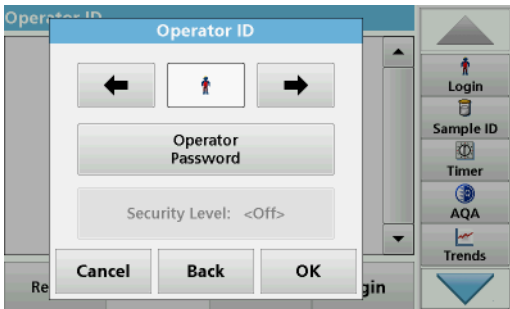 Operator ID
Operator ID
Operator
Password
Security Level: <Off>
Cancel
Back
OK
Re
gin
Login
Sample ID
Timer
AQA
Trends